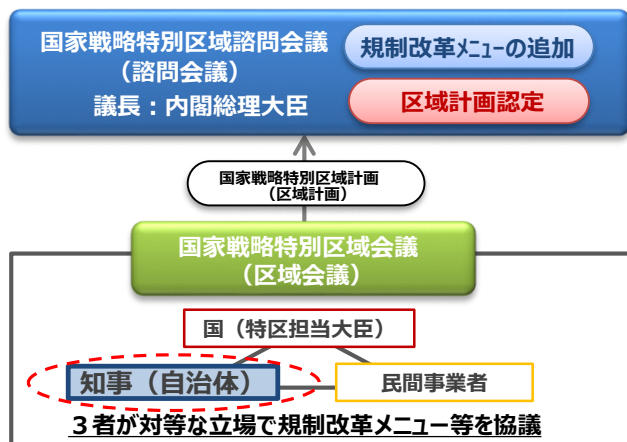 国家戦略特別区域諮問会議
（諮問会議）
議長：内閣総理大臣
規制改革ﾒﾆｭｰの追加
区域計画認定
国家戦略特別区域計画
（区域計画）
国家戦略特別区域会議
（区域会議）
国（特区担当大臣）
知事（自治体）
民間事業者
３者が対等な立場で規制改革メニュー等を協議